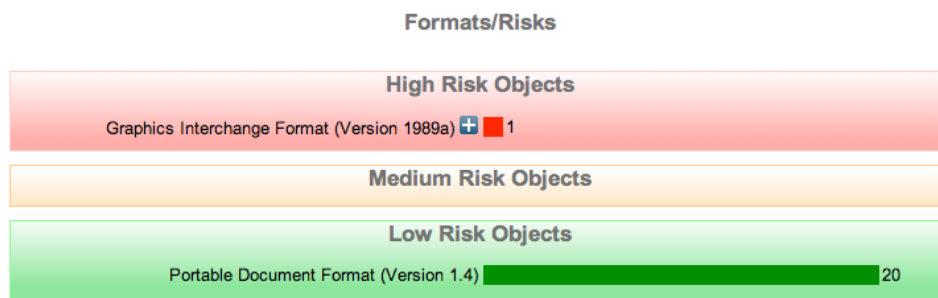 Formats/Risks
High Risk Objects
Graphics Interchange Format (Version 1989a) 1
Medium Risk Objects
Low Risk Objects
Portable Document Format (Version 1.4) 20